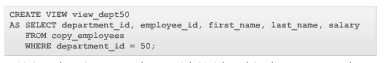 CREATE VIEW view_dept50
AS SELECT department_id, employee_id, first_name, last_name, salary
FROM copy_employees
WHERE department_id = 50;